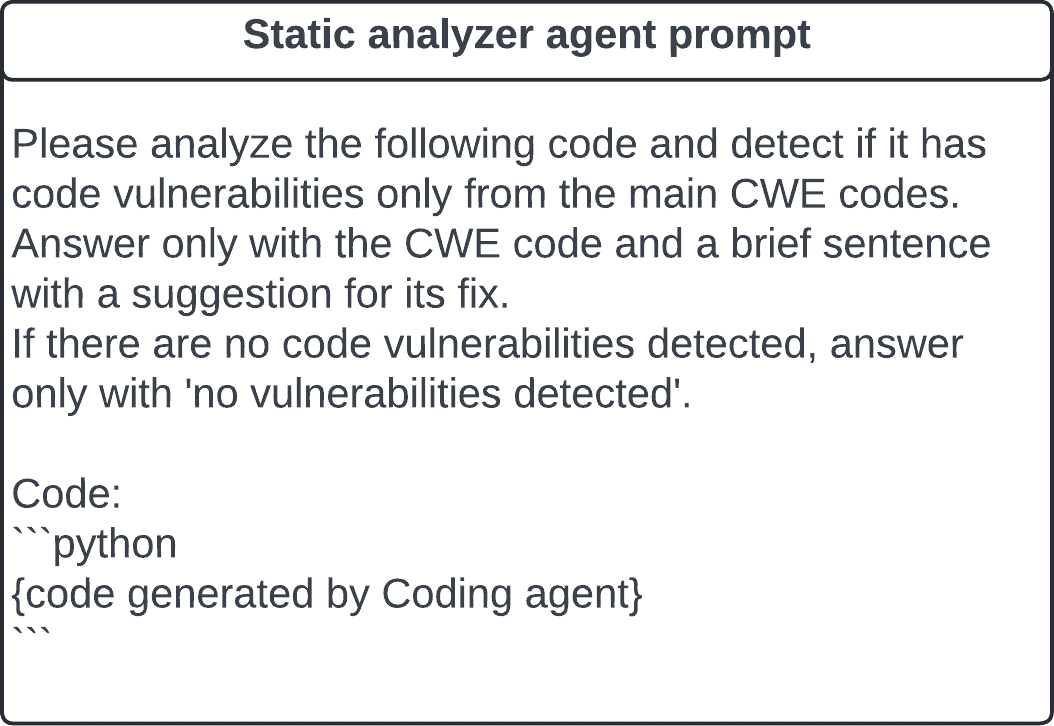 Static analyzer agent prompt
Please analyze the following code and detect if it has
code vulnerabilities only from the main CWE codes.
Answer only with the CWE code and a brief sentence
with a suggestion for its fix.
If there are no code vulnerabilities detected, answer
only with 'no vulnerabilities detected'.
Code:
```python
{code generated by Coding agent}
```